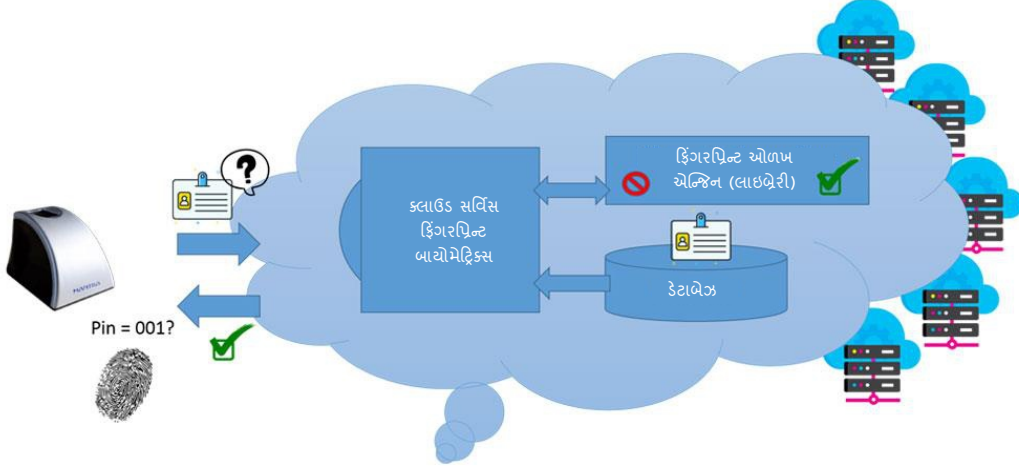 ?
ક્લાઉડ સર્વિસ
ફિંગરપ્રિન્ટ
બાયોમેટ્રિક્સ
ફિંગરપ્રિન્ટ ઓળખ
એન્જિન (લાઇબ્રેરી)
ડેટાબેઝ
Pin = 001?